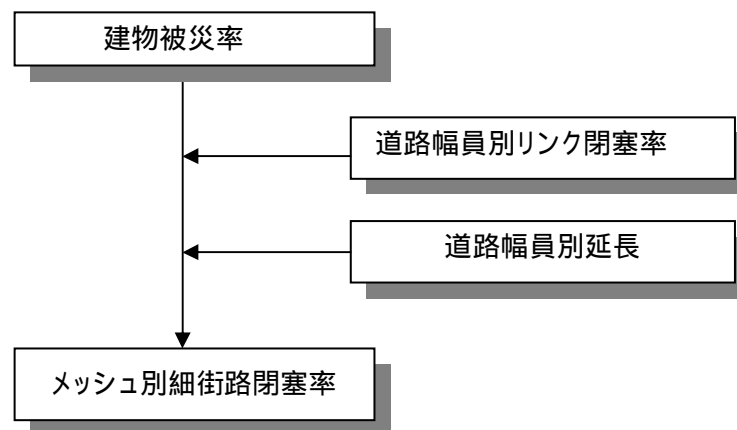 建物被災率
道路幅員別リンク閉塞率
道路幅員別延長
メッシュ別細街路閉塞率